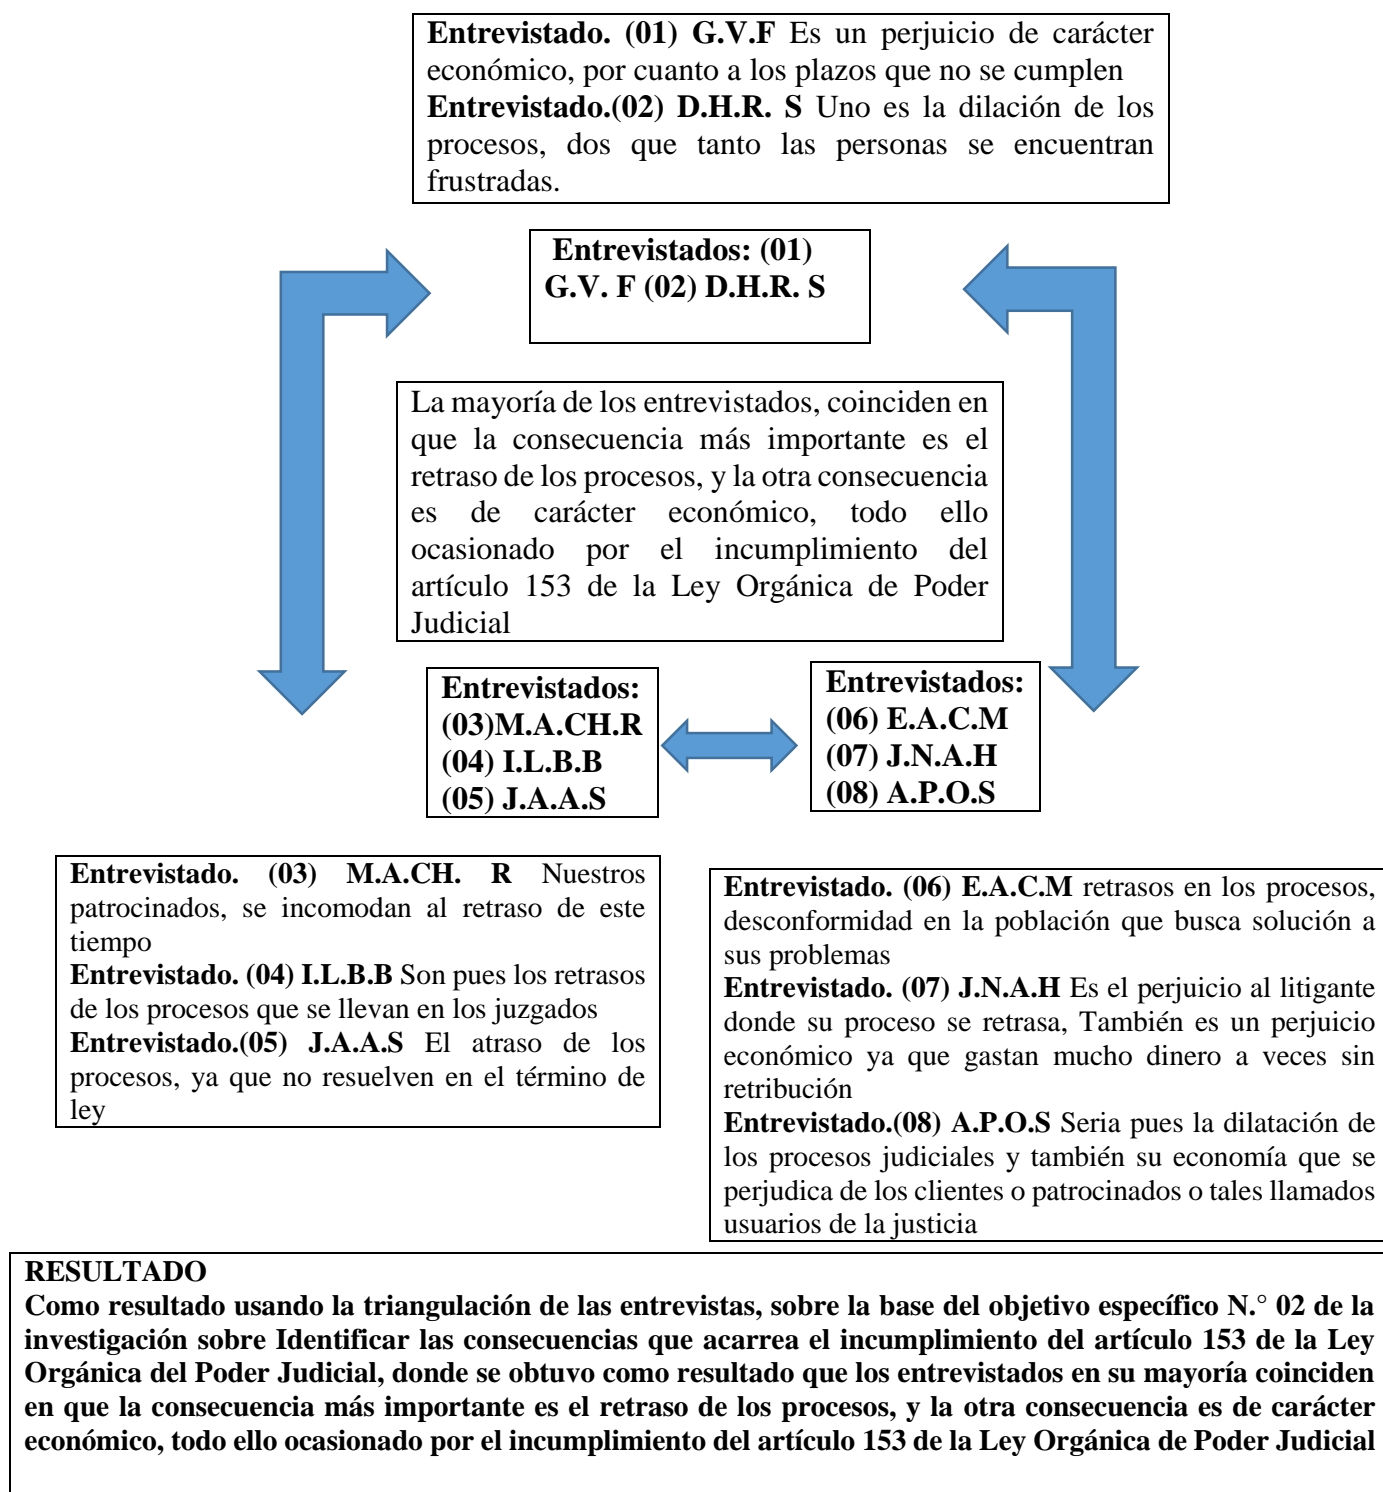 Entrevistado. (01) G.V.F Es un perjuicio de carácter
económico, por cuanto a los plazos que no se cumplen
Entrevistado.(02) D.H.R. S Uno es la dilación de los
procesos, dos que tanto las personas se encuentran
frustradas.
Entrevistados: (01)
G.V. F (02) D.H.R. S
La mayoría de los entrevistados, coinciden en
que la consecuencia más importante es el
retraso de los procesos, y la otra consecuencia
es de carácter económico, todo ello
ocasionado por el incumplimiento del
artículo 153 de la Ley Orgánica de Poder
Judicial
Entrevistados:
(03)M.A.CH.R
(04) I.L.B.B
(05) J.A.A.S
Entrevistados:
(06) E.A.C.M
(07) J.N.A.H
(08) A.P.O.S
Entrevistado. (03) M.A.CH. R Nuestros
patrocinados, se incomodan al retraso de este
tiempo
Entrevistado. (04) I.L.B.B Son pues los retrasos
de los procesos que se llevan en los juzgados
Entrevistado.(05) J.A.A.S El atraso de los
procesos, ya que no resuelven en el término de
ley
Entrevistado. (06) E.A.C.M retrasos en los procesos,
desconformidad en la población que busca solución a
sus problemas
Entrevistado. (07) J.N.A.H Es el perjuicio al litigante
donde su proceso se retrasa, También es un perjuicio
económico ya que gastan mucho dinero a veces sin
retribución
Entrevistado.(08) A.P.O.S Seria pues la dilatación de
los procesos judiciales y también su economía que se
perjudica de los clientes o patrocinados o tales llamados
usuarios de la justicia
RESULTADO
Como resultado usando la triangulación de las entrevistas, sobre la base del objetivo específico N.° 02 de la
investigación sobre Identificar las consecuencias que acarrea el incumplimiento del artículo 153 de la Ley
Orgánica del Poder Judicial, donde se obtuvo como resultado que los entrevistados en su mayoría coinciden
en que la consecuencia más importante es el retraso de los procesos, y la otra consecuencia es de carácter
económico, todo ello ocasionado por el incumplimiento del artículo 153 de la Ley Orgánica de Poder Judicial